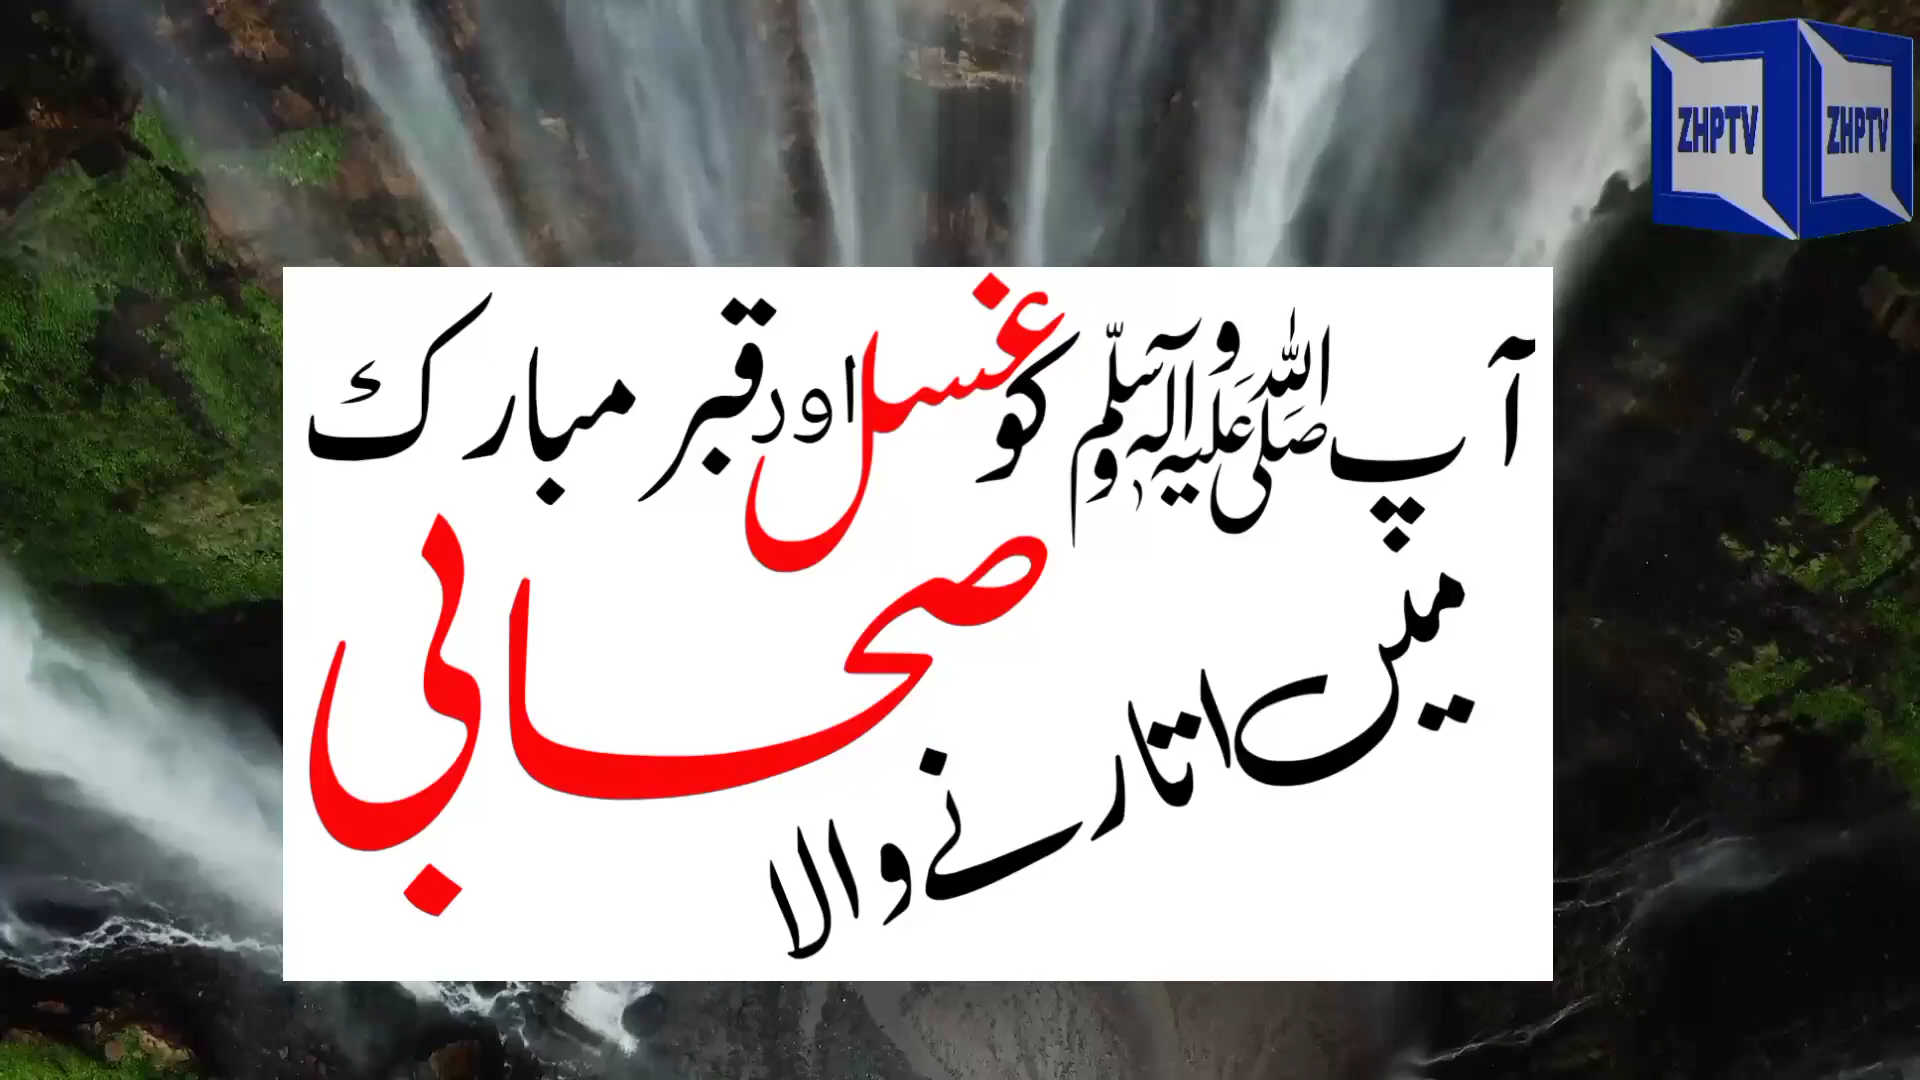 ZHPTV ZHPTV
آپ صلی اللہ علیہ وآلہ وسلم کو غسل اور قبر مبارک
میں اتارنے والا صحابی